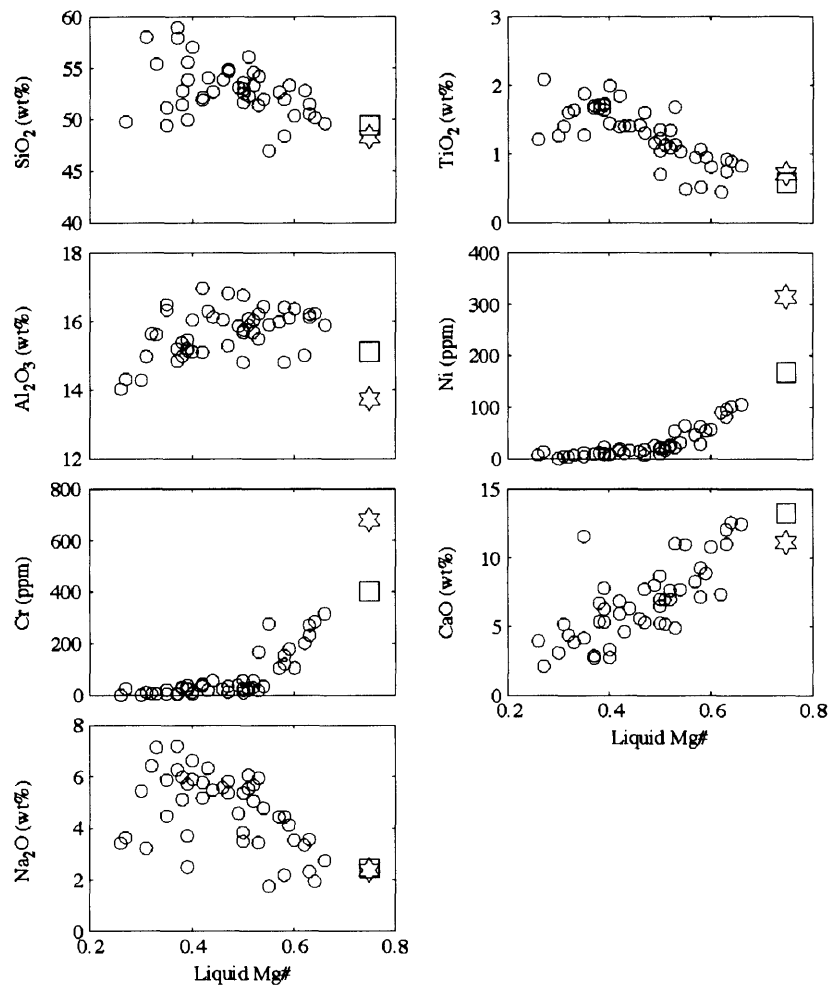 60
55
50
45
40
SiO2 (wt%)
3
2
1
0
TiO2 (wt%)
18
16
14
12
Al2O3 (wt%)
400
300
200
100
0
Ni (ppm)
800
600
400
200
0
Cr (ppm)
15
10
5
0
CaO (wt%)
0.2 0.4 0.6 0.8
Liquid Mg#
8
6
4
2
0
Na2O (wt%)
0.2 0.4 0.6 0.8
Liquid Mg#